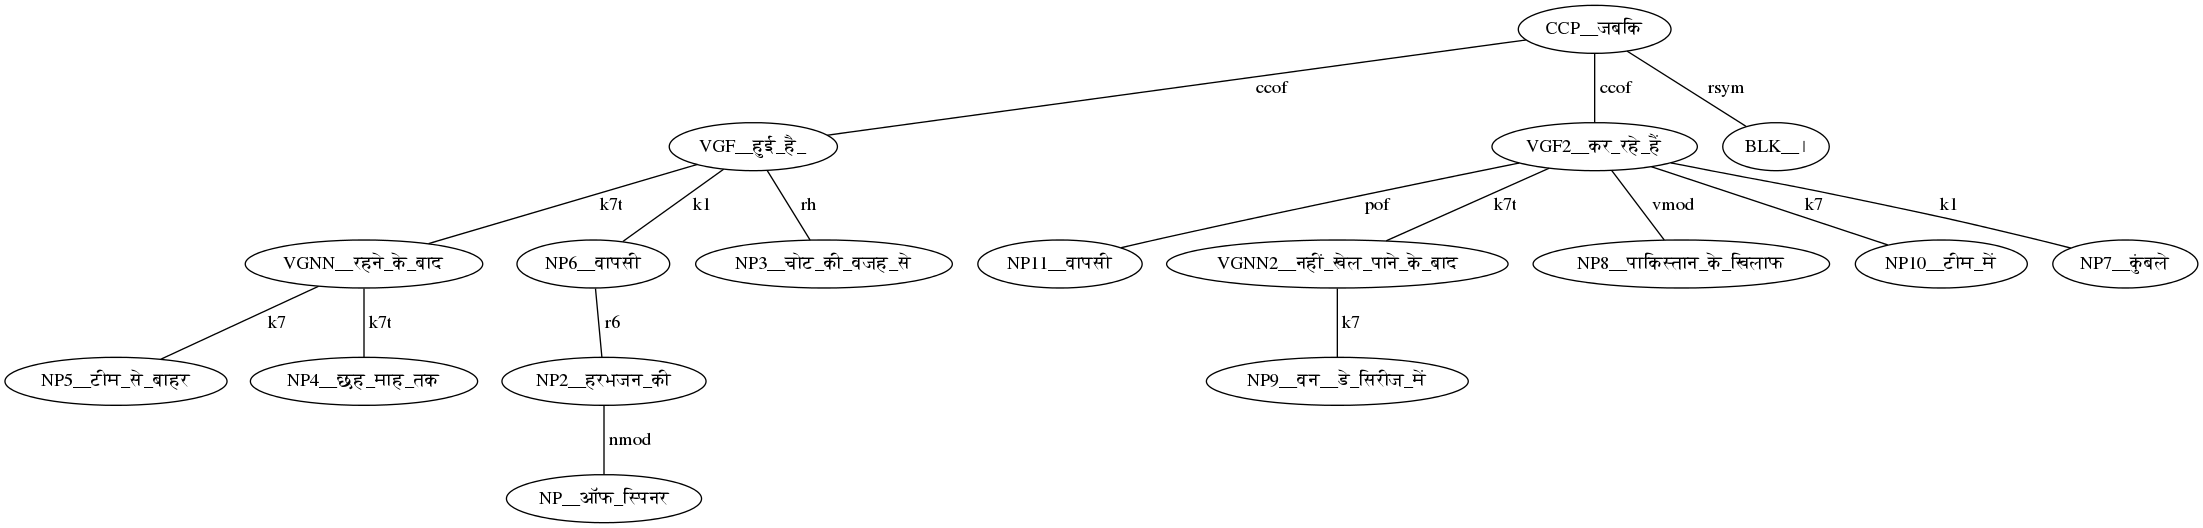 CCP__जबकि
ccof ccof rsym
VGF__हुई_है_ VGF2__कर_रहे_हैं BLK__।
k7t k1 rh pof k7t vmod k7 k1
VGNN__रहने_के_बाद NP6__वापसी NP3__चोट_की_वजह_से NP11__वापसी VGNN2__नहीं_खेल_पाने_के_बाद NP8__पाकिस्तान_के_खिलाफ NP10__टीम_में NP7__कुंबले
k7 k7t r6 k7
NP5__टीम_से_बाहर NP4__छह_माह_तक NP2__हरभजन_की NP9__वन__डे_सिरीज_में
nmod
NP__ऑफ_स्पिनर